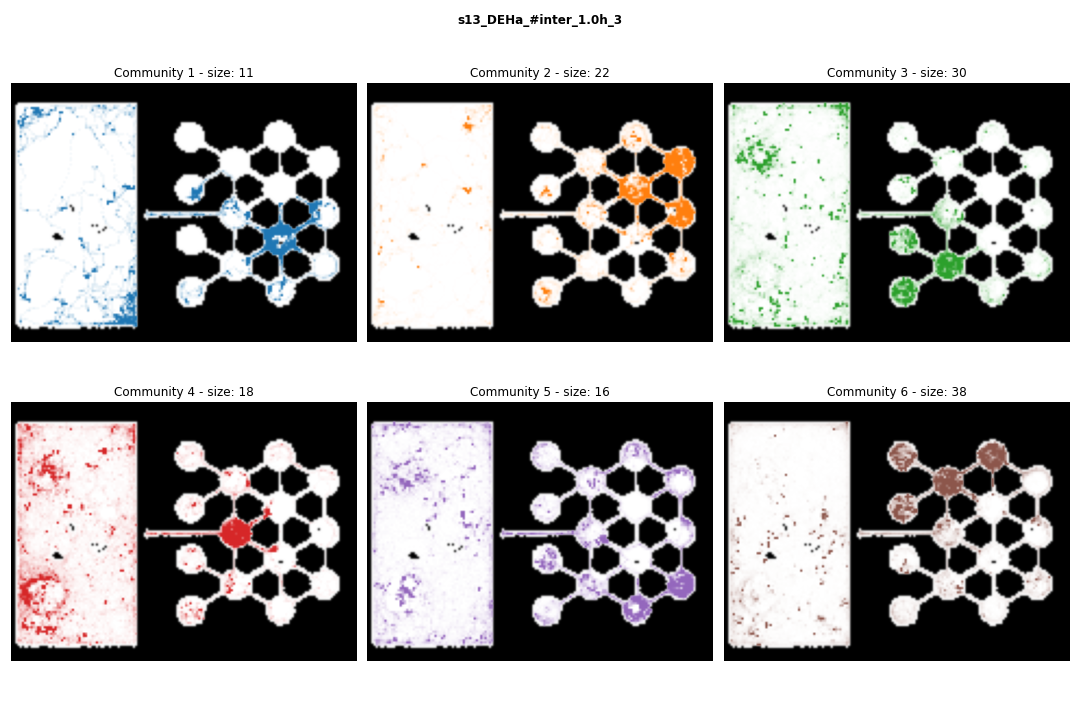 s13_DEHa_#inter_1.0h_3
Community 1 - size: 11
Community 2 - size: 22
Community 3 - size: 30
Community 4 - size: 18
Community 5 - size: 16
Community 6 - size: 38